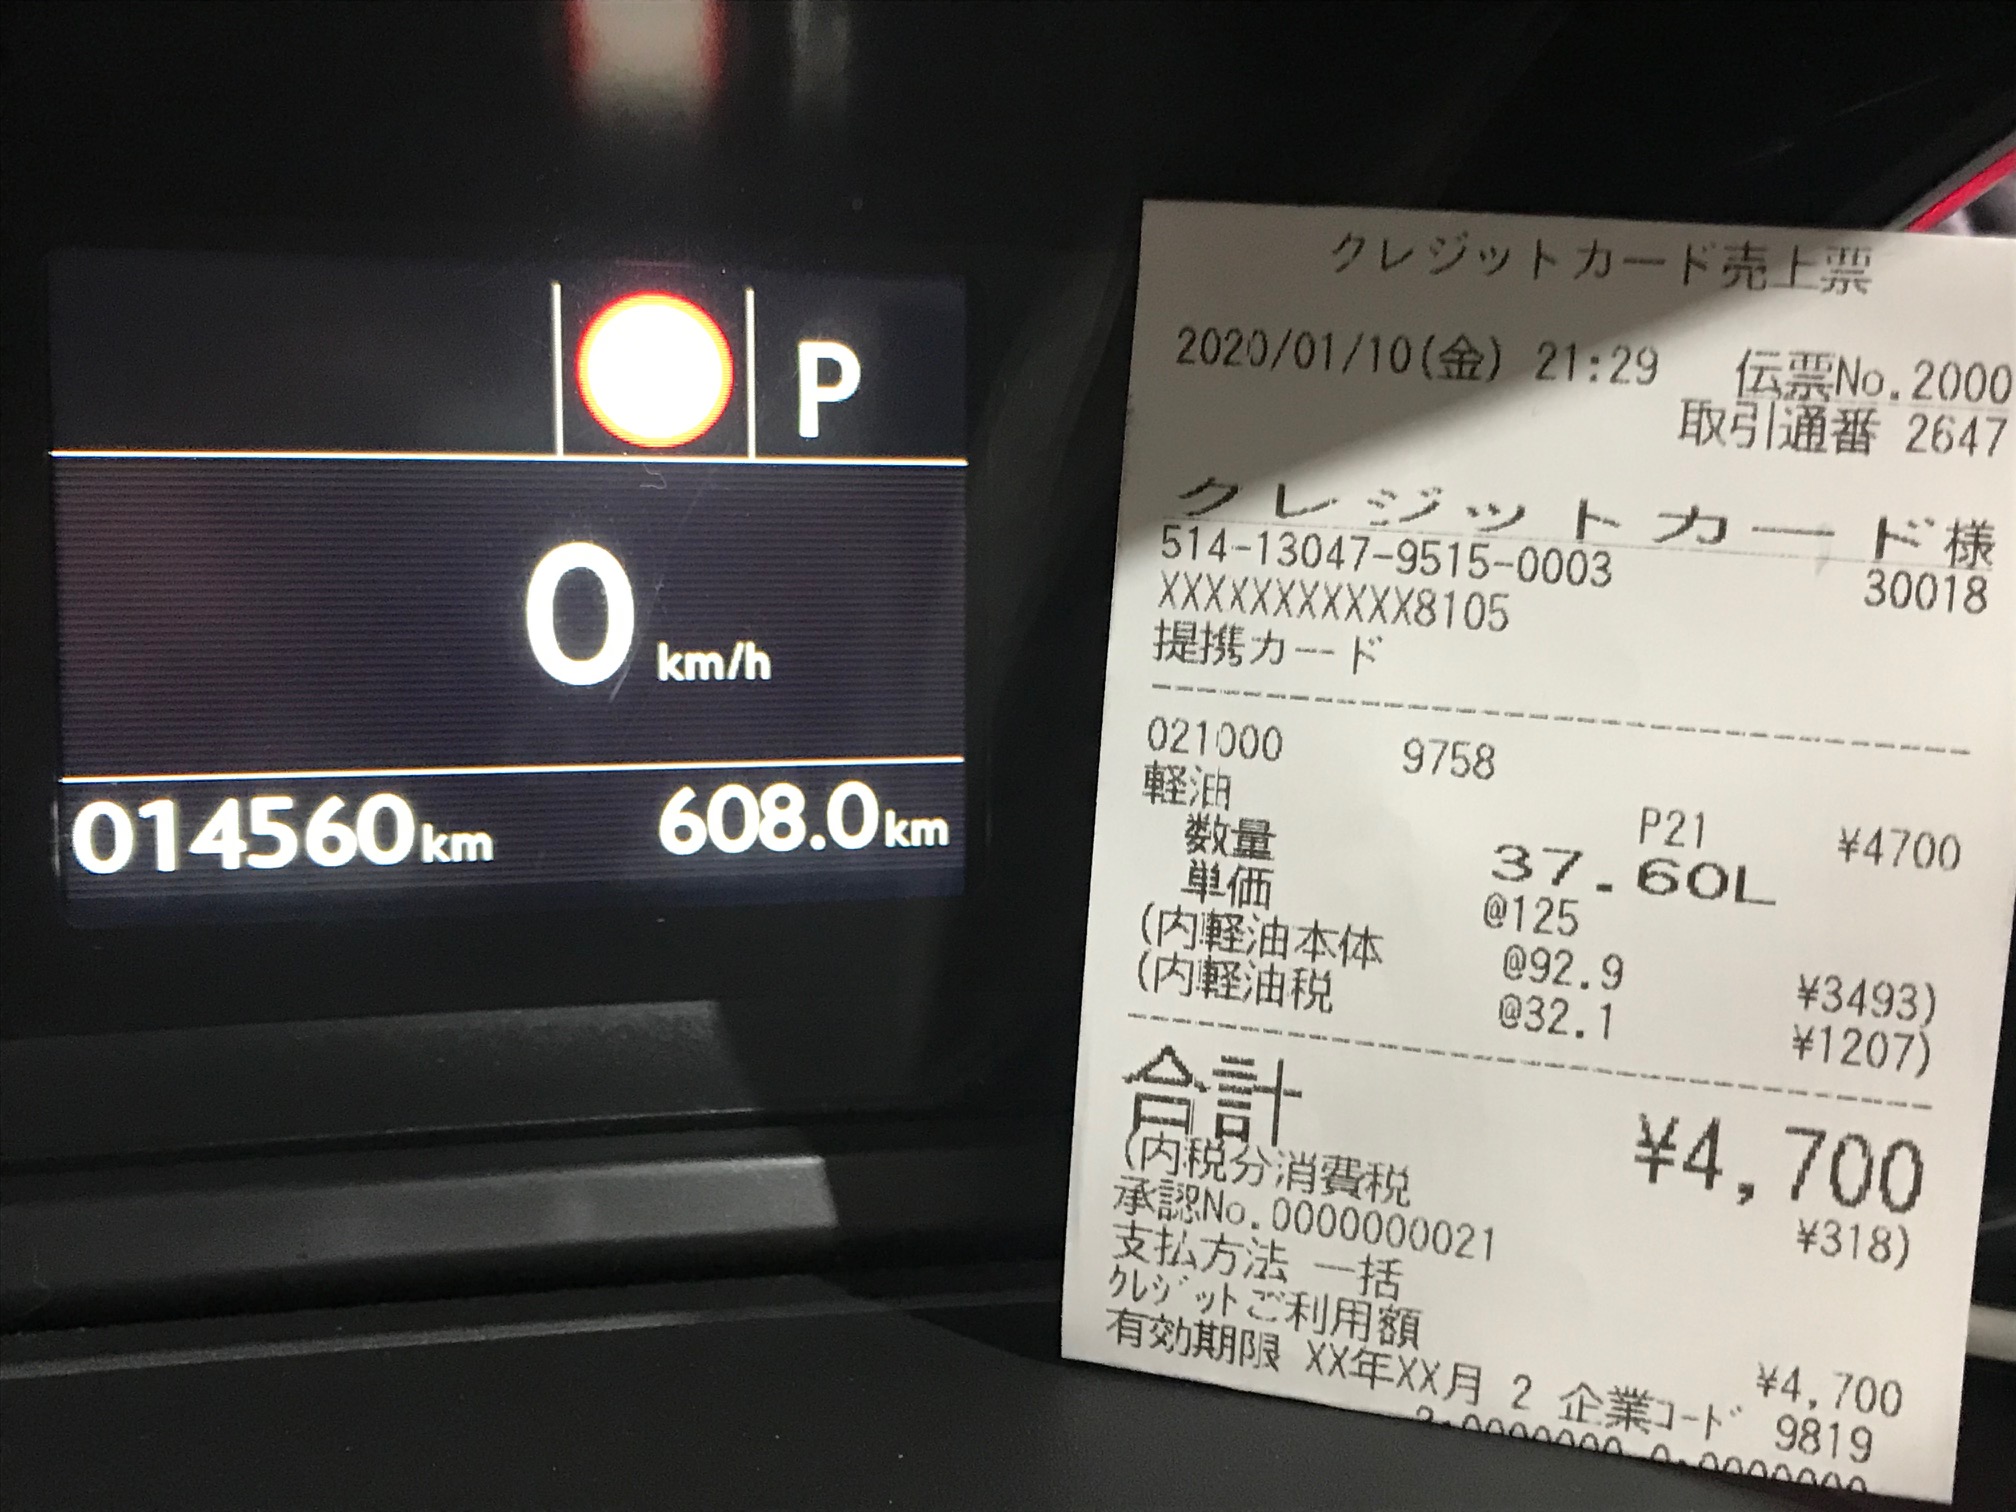 P
0 km/h
014560 km 608.0 km
クレジットカード売上票
2020/01/10(金) 21:29 伝票No.2000
取引通番 2647
クレジットカード様
514-13047-9515-0003 30018
XXXXXXXXXXXX8105
提携カード
021000 9758
軽油 P21 ¥4700
数量 37.60L
単価 @125
(内軽油本体 @92.9 ¥3493)
(内軽油税 @32.1 ¥1207)
合計 ¥4,700
(内税分消費税 ¥318)
承認No.0000000021
支払方法 一括
クレジットご利用額 ¥4,700
有効期限 XX年XX月 2 企業コード 9819